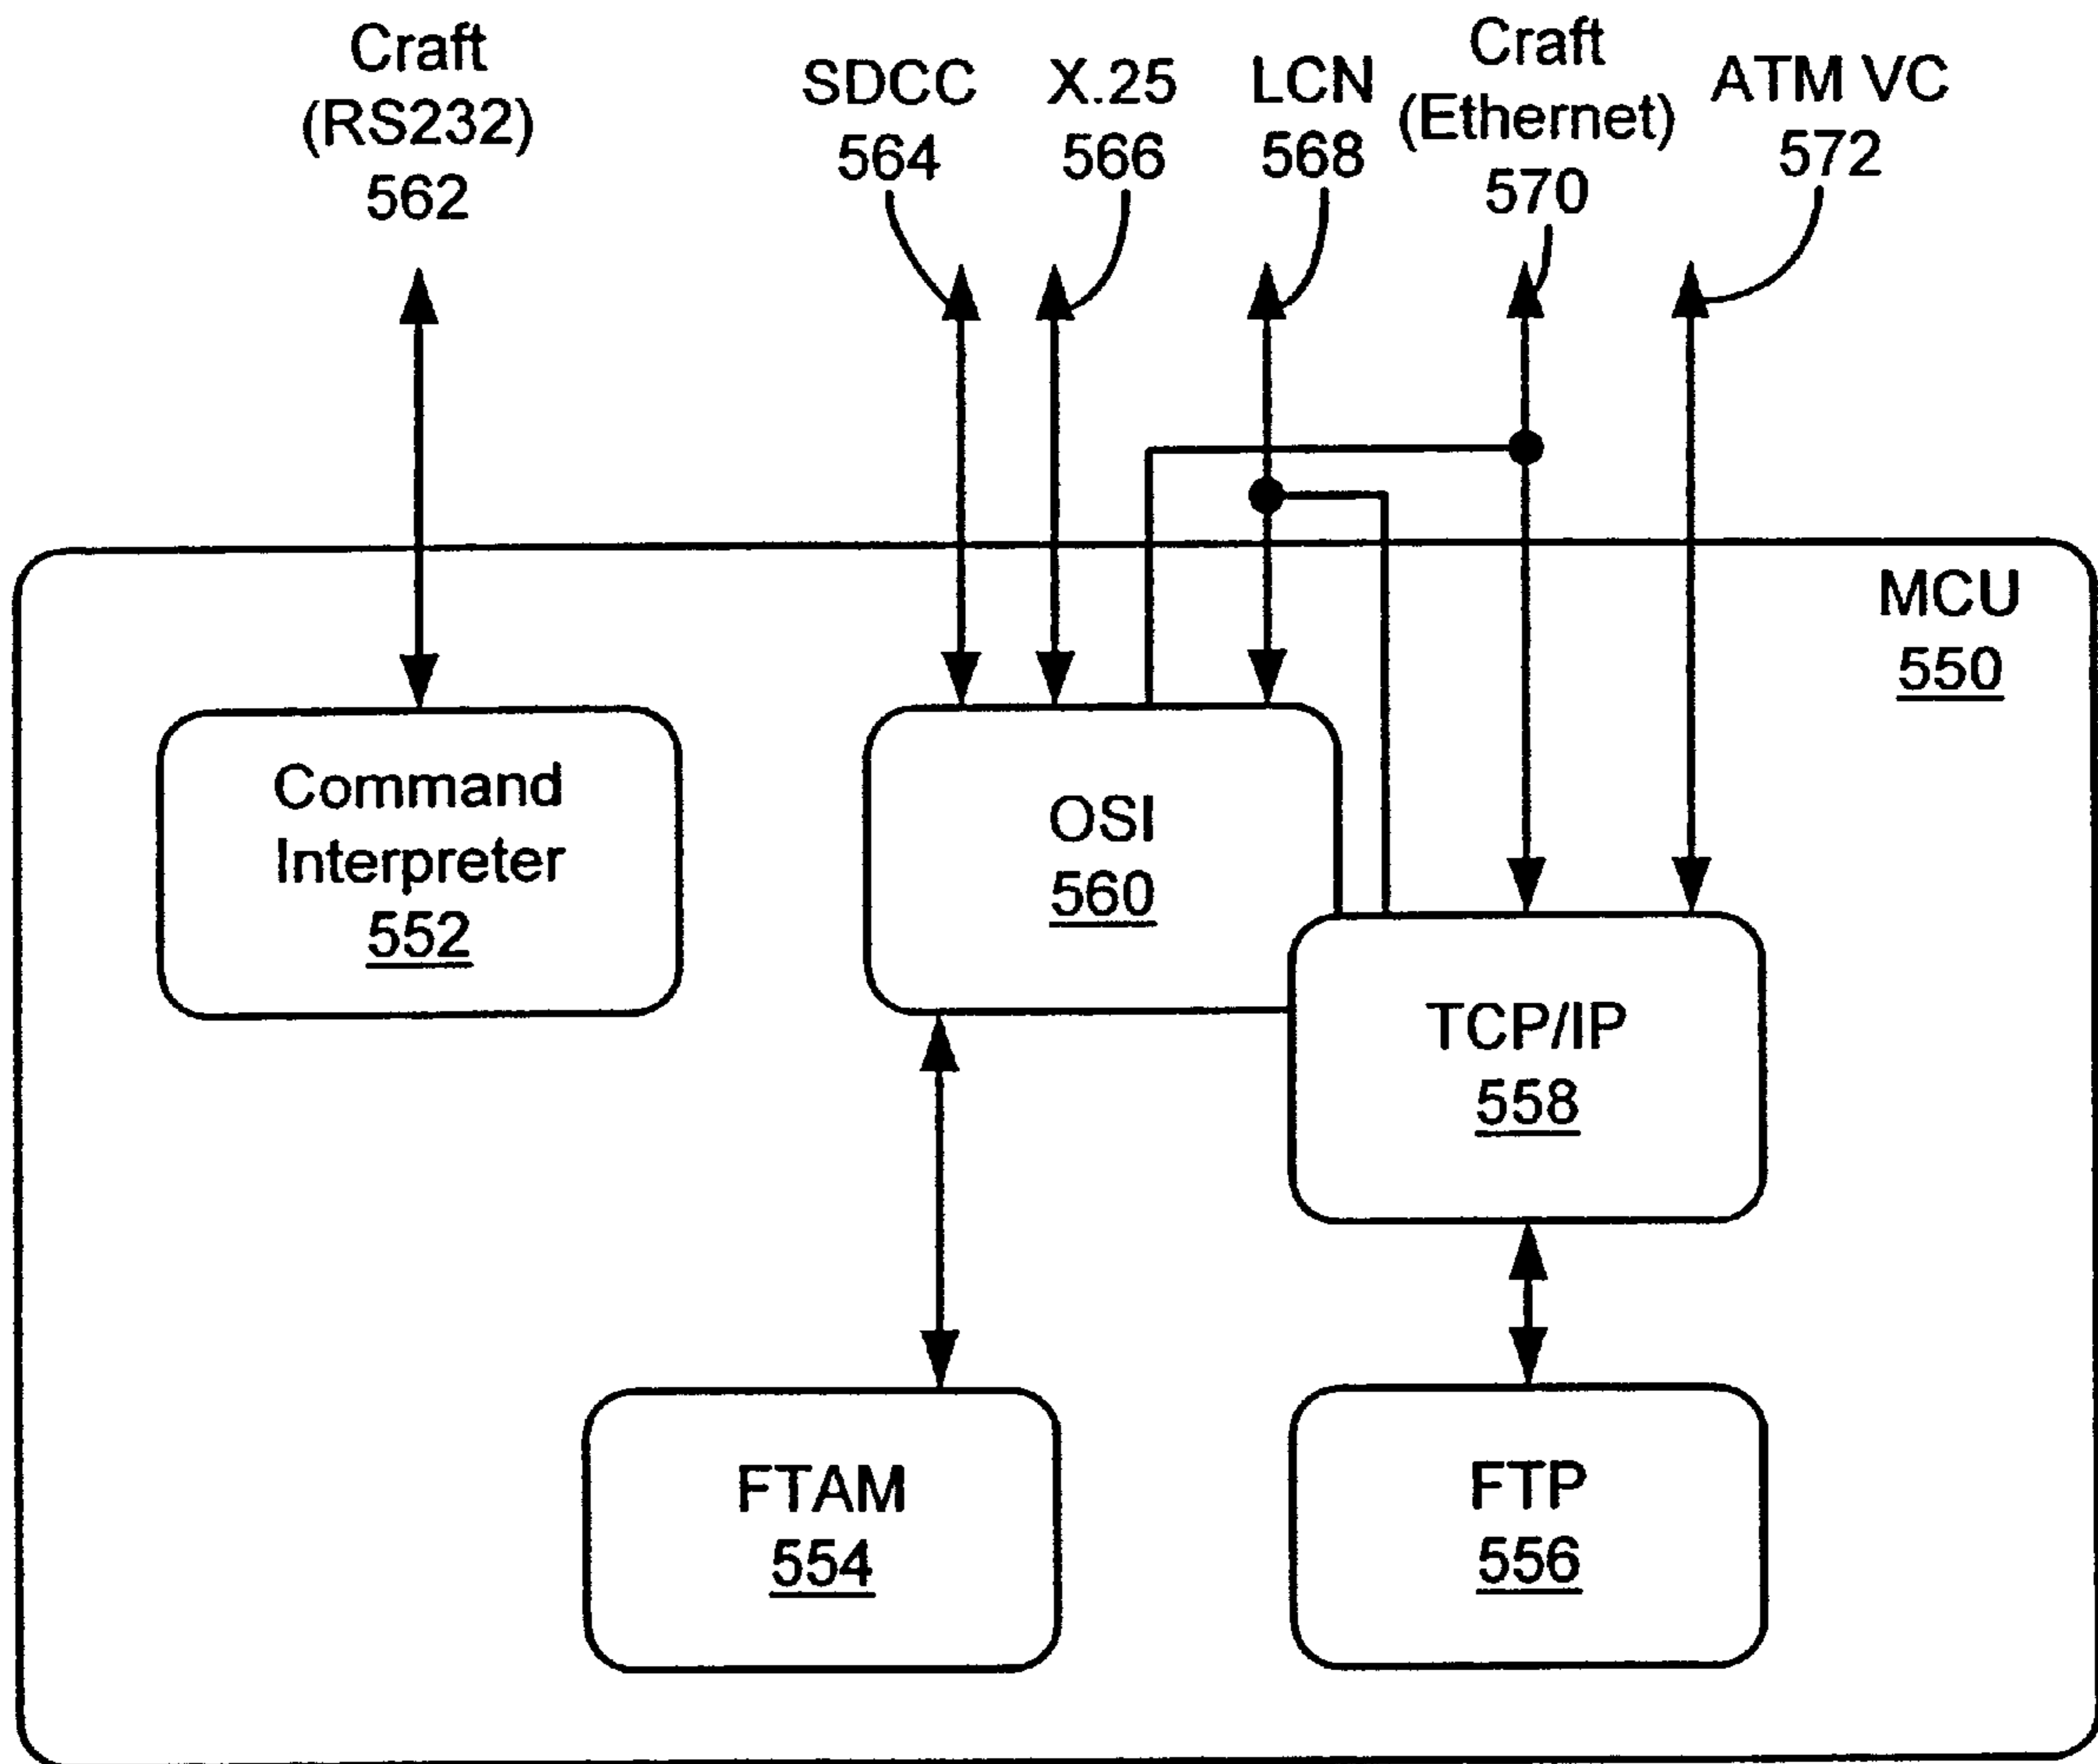 Craft
(RS232)
562
SDCC
564
X.25
566
LCN
568
Craft
(Ethernet)
570
ATM VC
572
MCU
550
Command
Interpreter
552
OSI
560
TCP/IP
558
FTAM
554
FTP
556